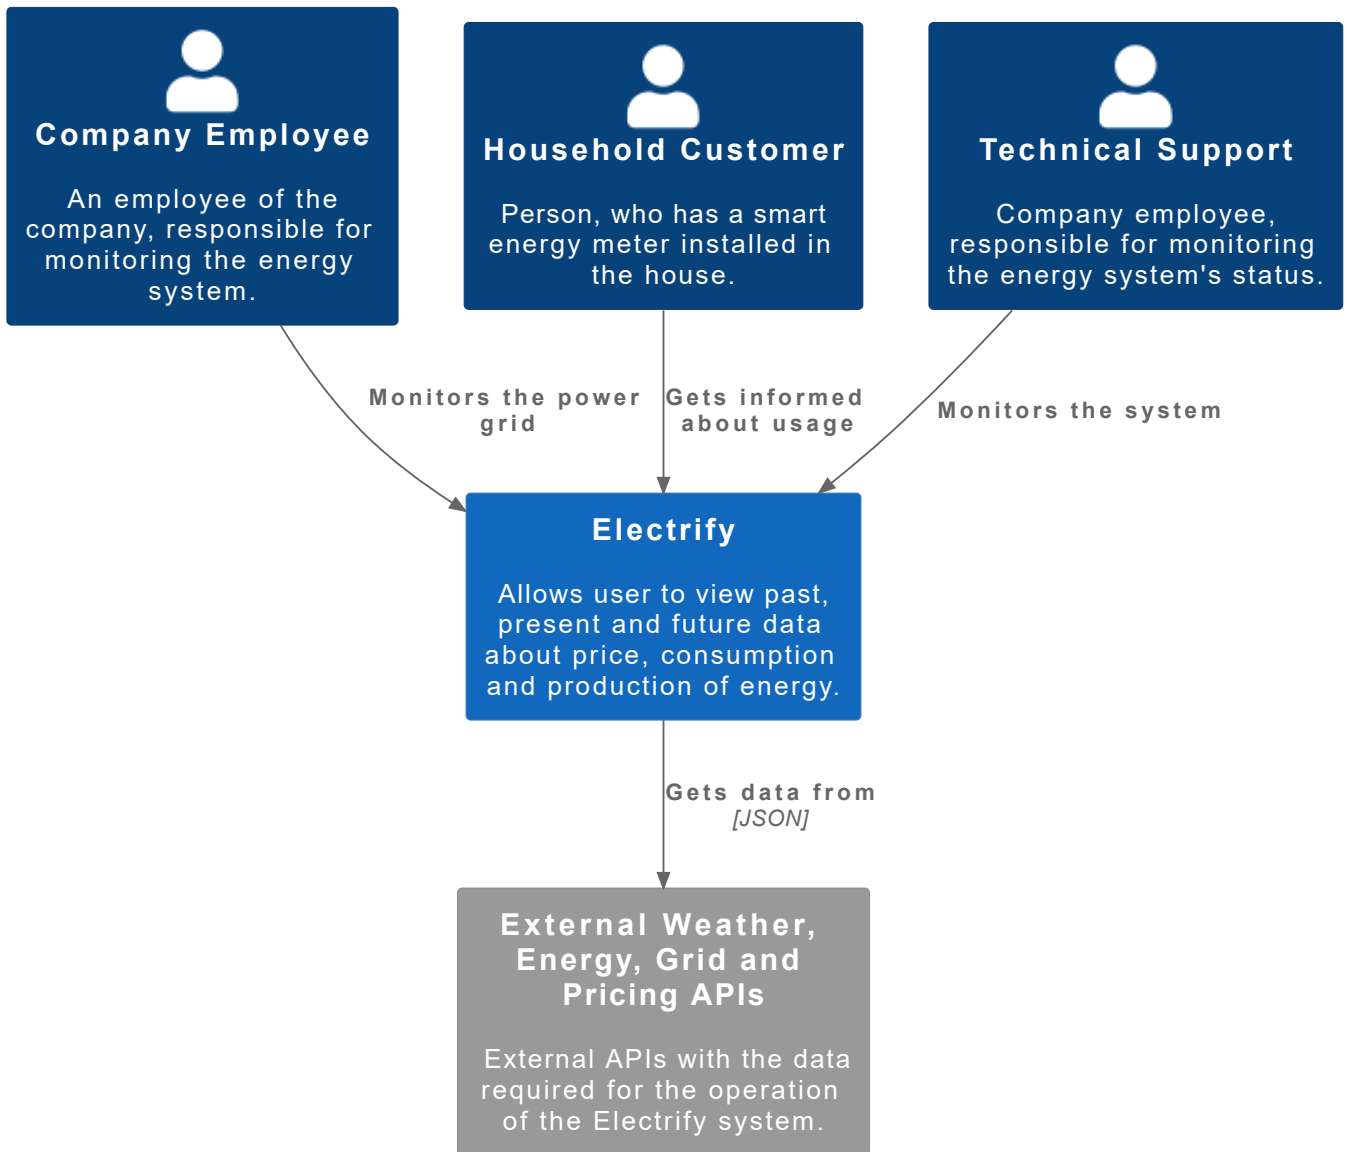 Company Employee
An employee of the
company, responsible for
monitoring the energy
system.
Household Customer
Person, who has a smart
energy meter installed in
the house.
Technical Support
Company employee,
responsible for monitoring
the energy system's status.
Monitors the power
grid
Gets informed
about usage
Monitors the system
Electrify
Allows user to view past,
present and future data
about price, consumption
and production of energy.
Gets data from
[JSON]
External Weather,
Energy, Grid and
Pricing APIs
External APIs with the data
required for the operation
of the Electrify system.